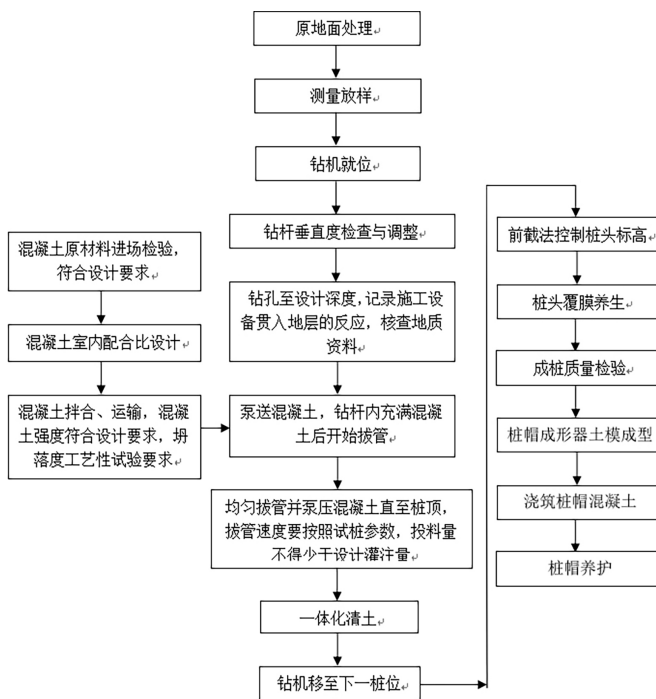 原地面处理
测量放样
钻机就位
钻杆垂直度检查与调整
钻孔至设计深度，记录施工设
备贯入地层的反应，核查地质
资料
混凝土原材料进场检验，
符合设计要求
混凝土室内配合比设计
混凝土拌合、运输，混凝
土强度符合设计要求，坍
落度工艺性试验要求
泵送混凝土，钻杆内充满混凝
土后开始拔管
均匀拔管并泵压混凝土直至桩顶，
拔管速度要按照试桩参数，投料量
不得少于设计灌注量
一体化清土
钻机移至下一桩位
前截法控制桩头标高
桩头覆膜养生
成桩质量检验
桩帽成形器土模成型
浇筑桩帽混凝土
桩帽养护